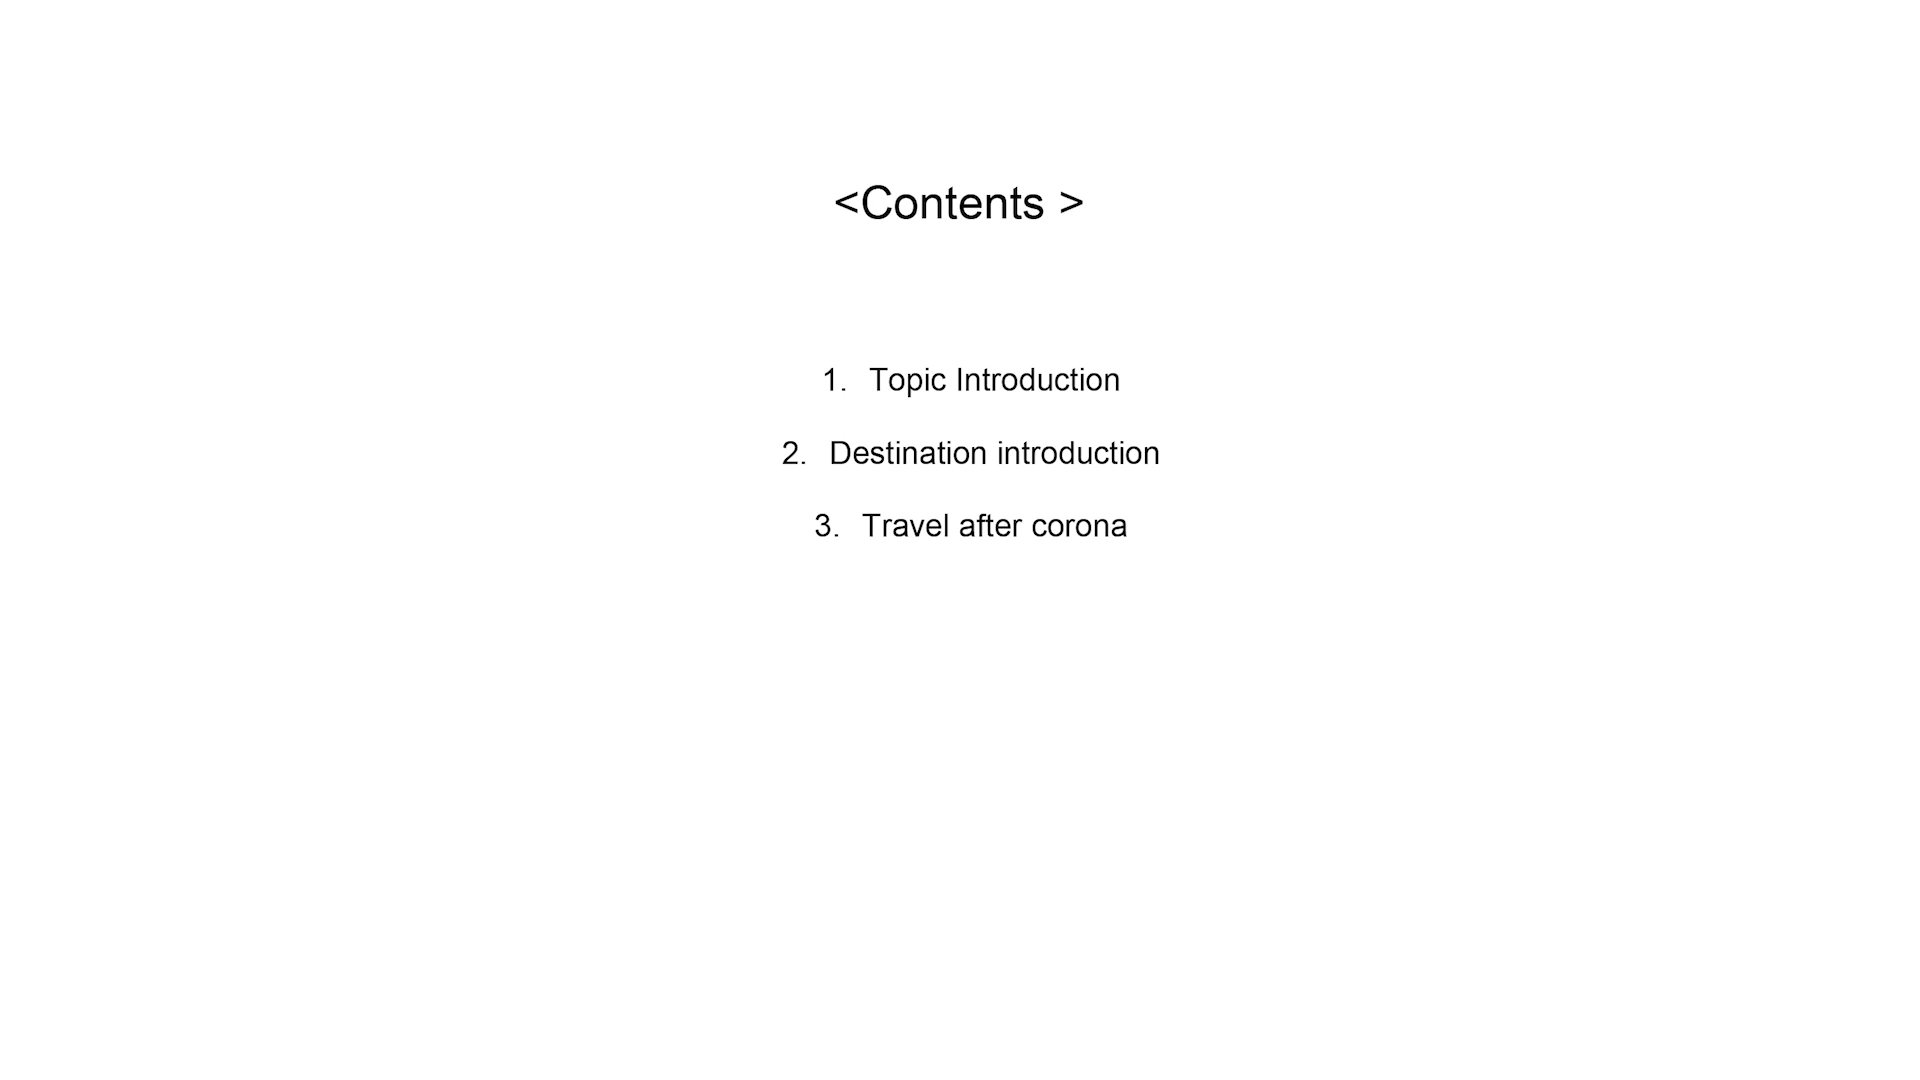 <Contents >
1. Topic Introduction
2. Destination introduction
3. Travel after corona